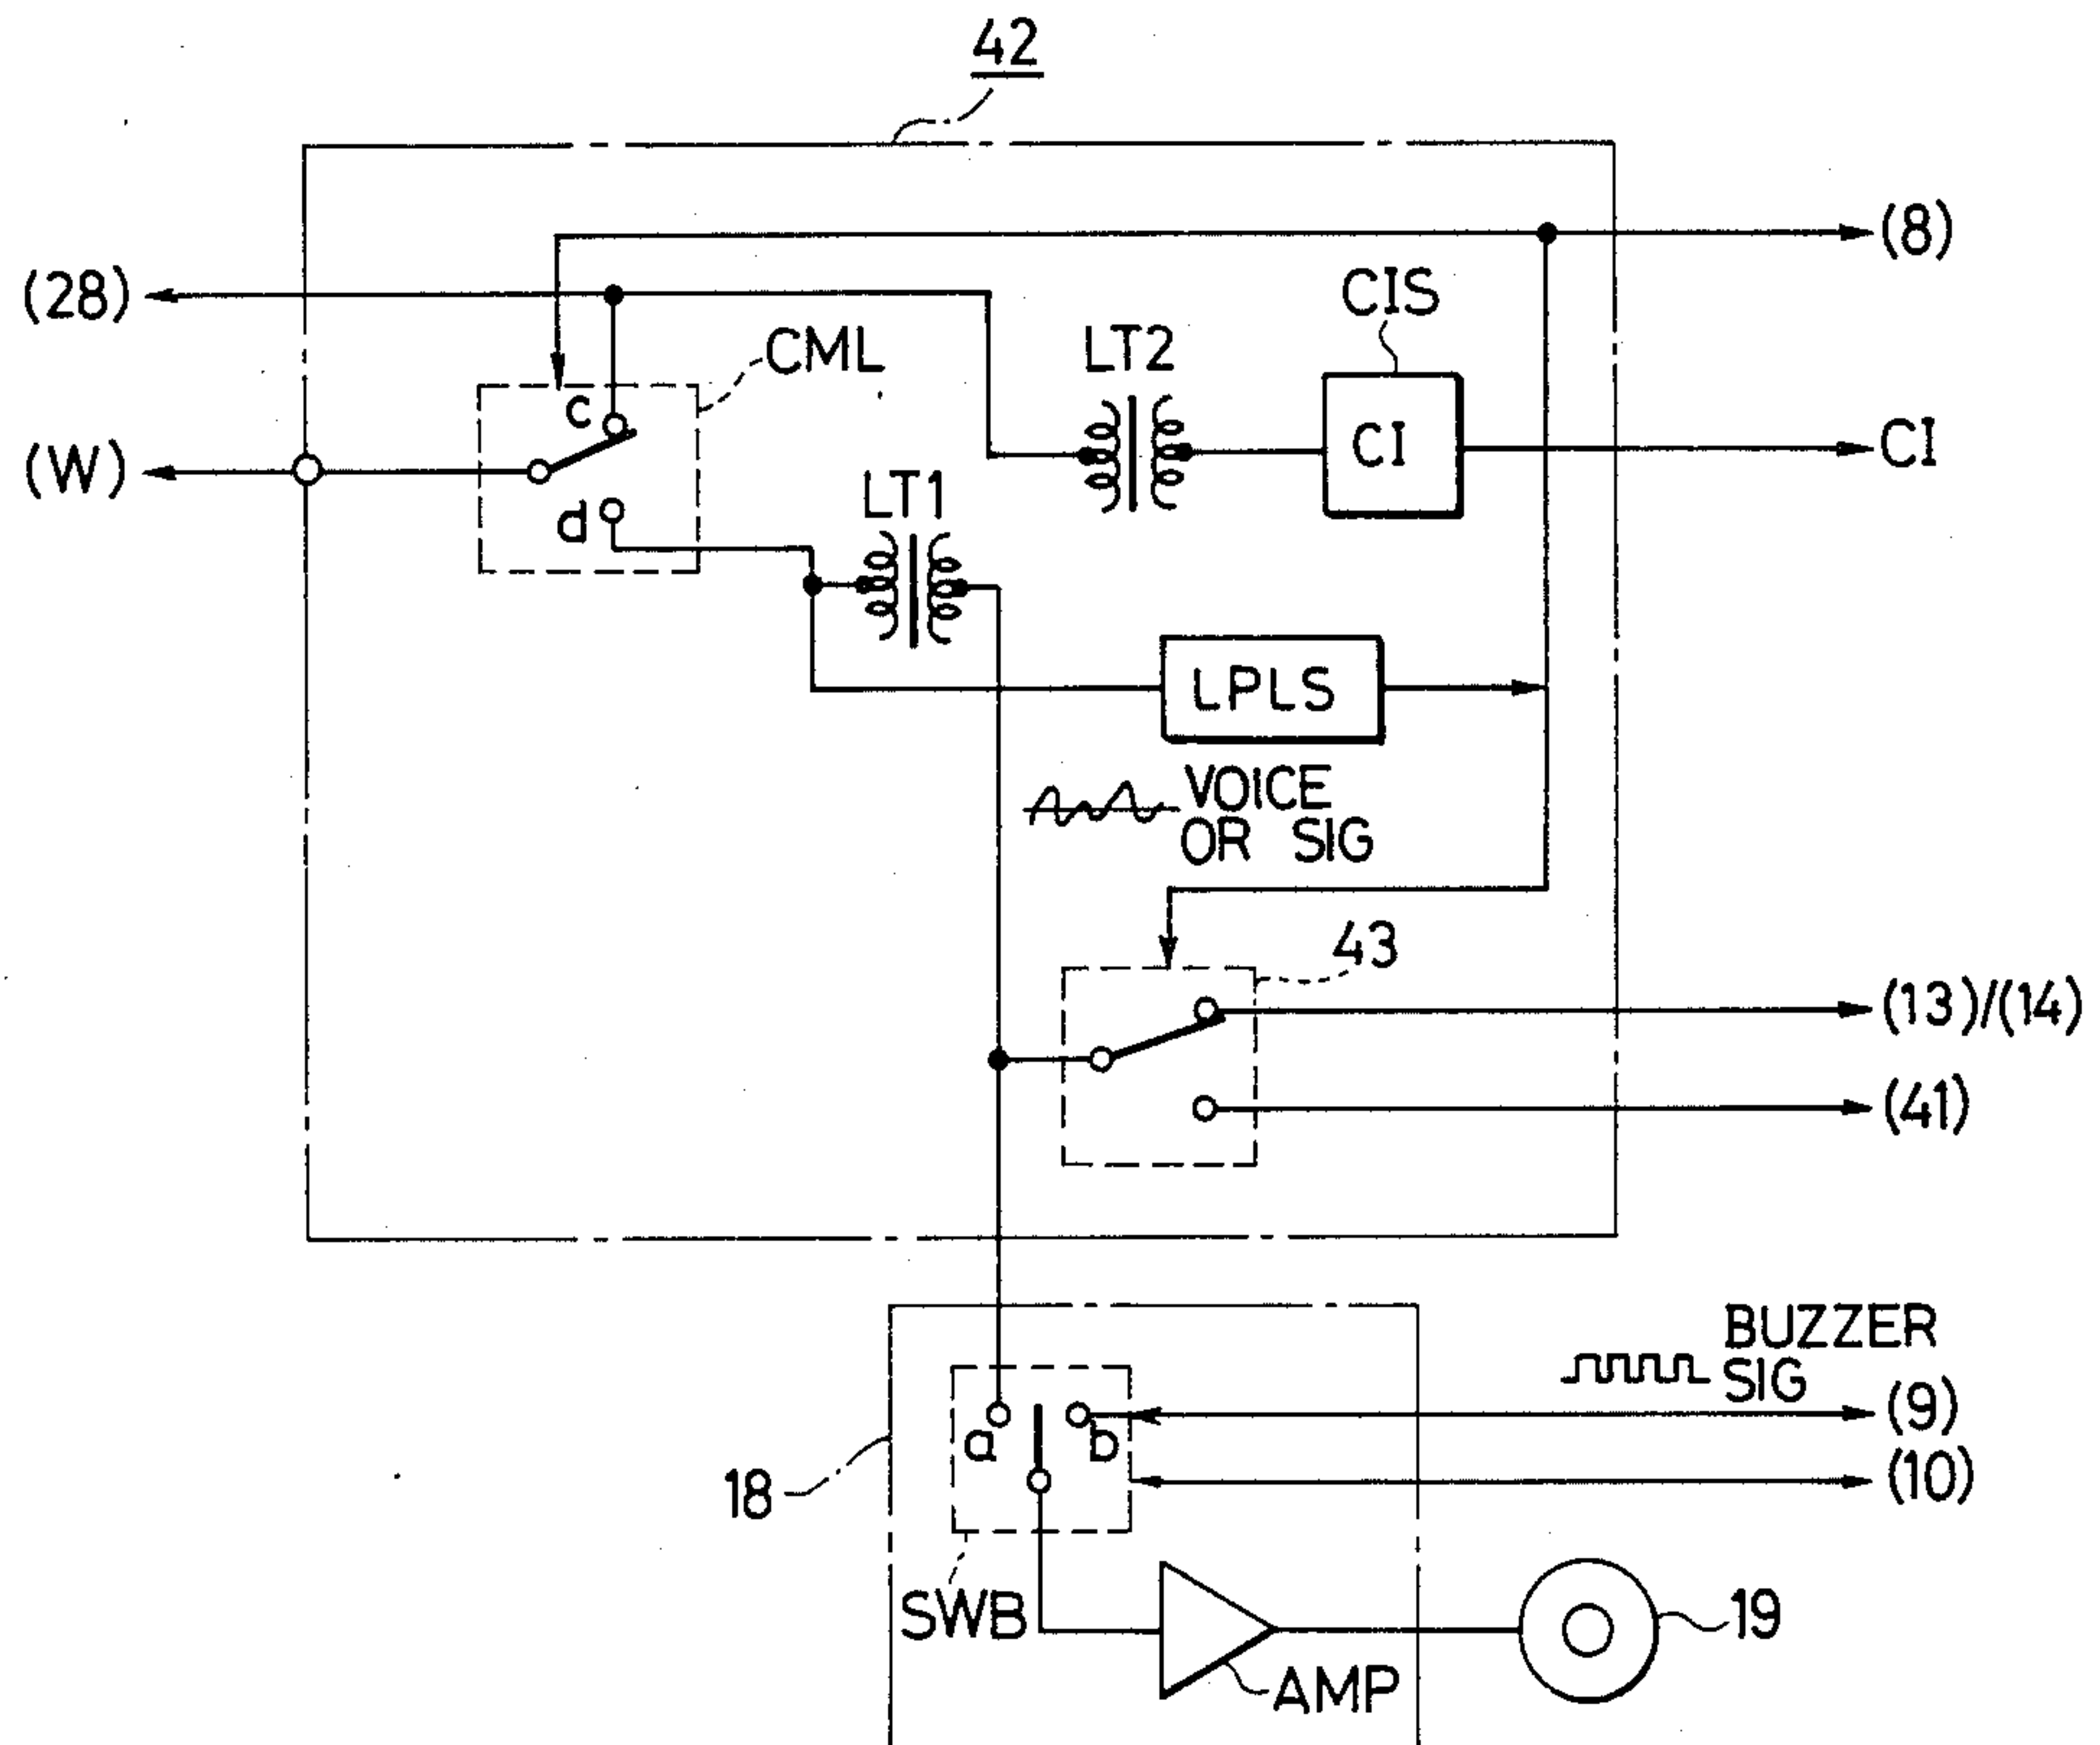 42
(8)
(28)
CIS
CML
LT2
c
CI
CI
(W)
LT1
d
LPLS
VOICE
OR SIG
43
(13)/(14)
(41)
BUZZER
SIG
(9)
a
b
(10)
18
SWB
19
AMP